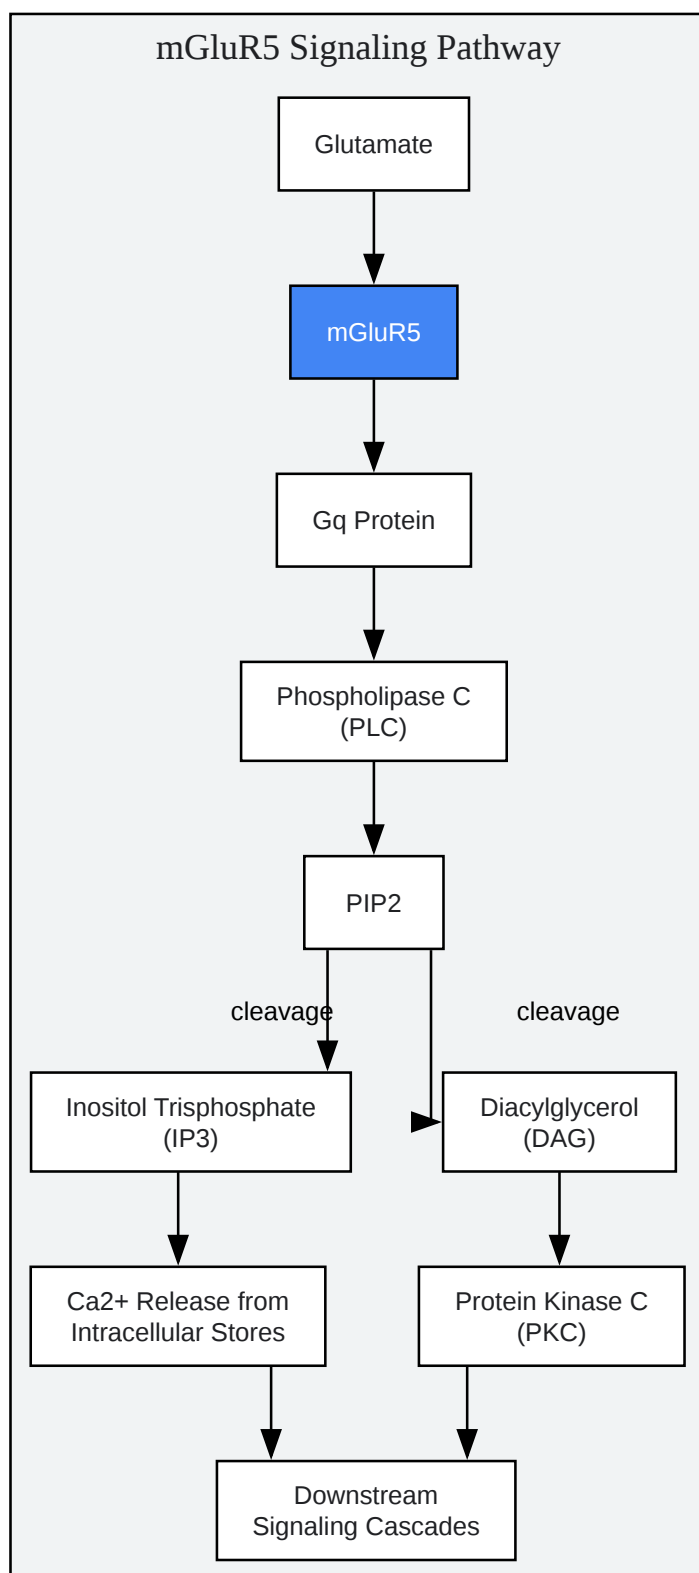 mGluR5 Signaling Pathway
Glutamate
mGluR5
Gq Protein
Phospholipase C
(PLC)
PIP2
cleavage
cleavage
Inositol Trisphosphate
(IP3)
Diacylglycerol
(DAG)
Ca2+ Release from
Intracellular Stores
Protein Kinase C
(PKC)
Downstream
Signaling Cascades